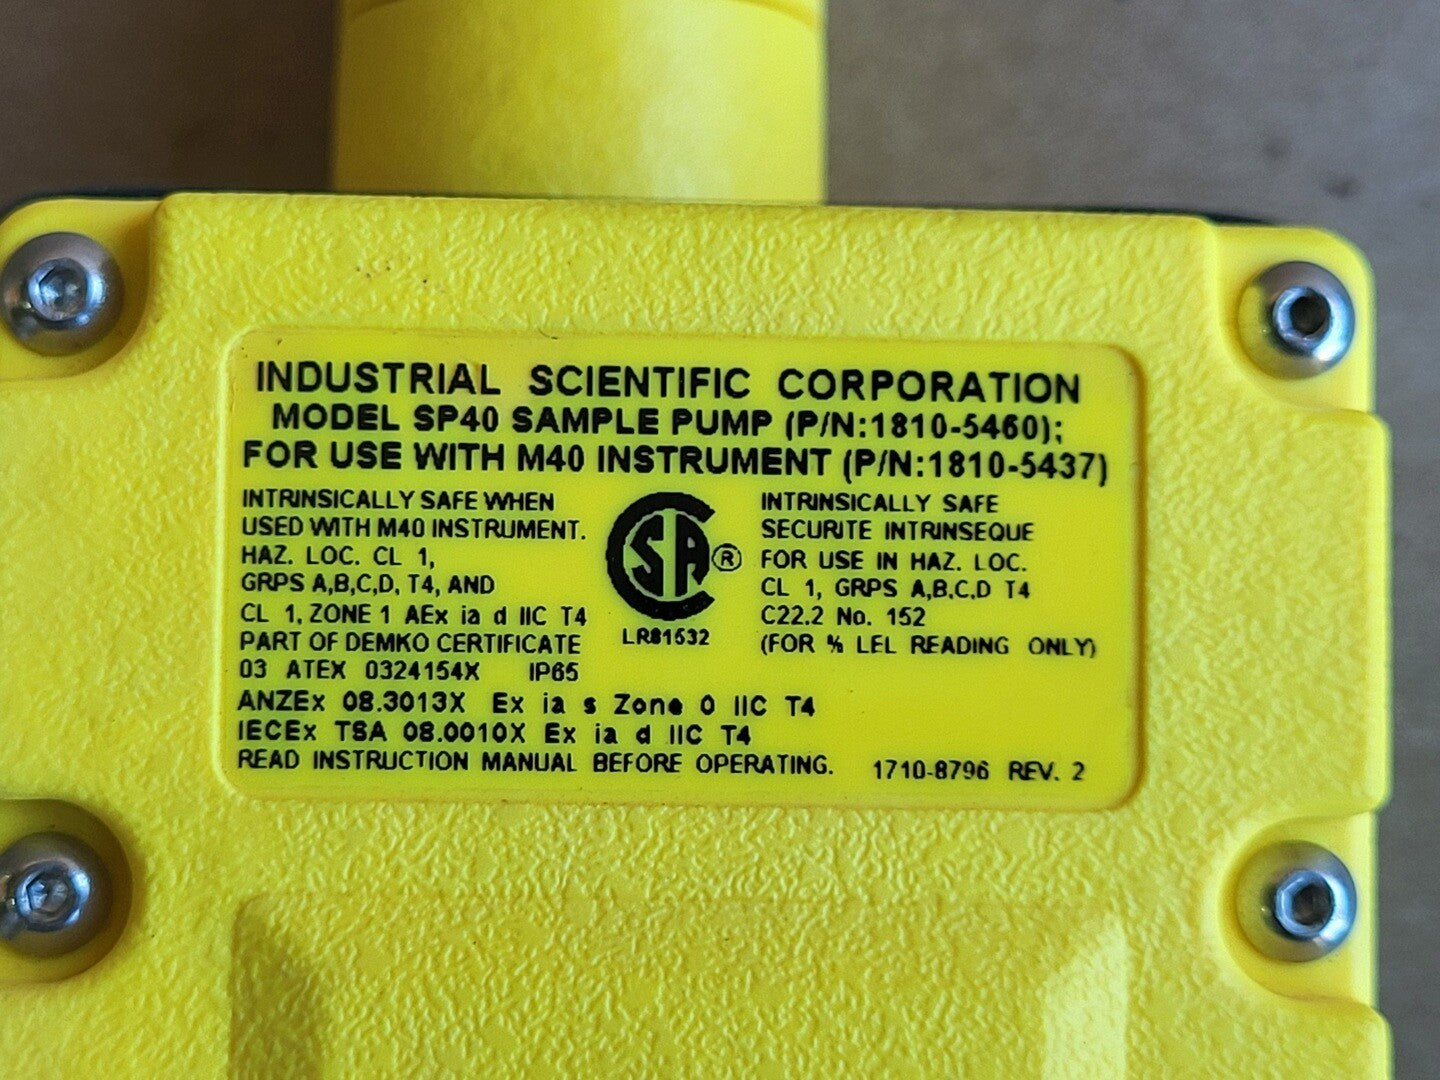 INDUSTRIAL SCIENTIFIC CORPORATION
MODEL SP40 SAMPLE PUMP (P/N:1810-5460);
FOR USE WITH M40 INSTRUMENT (P/N:1810-5437)
INTRINSICALLY SAFE WHEN
USED WITH M40 INSTRUMENT.
HAZ. LOC. CL 1,
GRPS A,B,C,D, T4, AND
CL 1, ZONE 1 AEx ia d IIC T4
PART OF DEMKO CERTIFICATE
03 ATEX 0324154X IP65
SA ®
LR81532
INTRINSICALLY SAFE
SECURITE INTRINSEQUE
FOR USE IN HAZ. LOC.
CL 1, GRPS A,B,C,D T4
C22.2 No. 152
(FOR % LEL READING ONLY)
ANZEx 08.3013X Ex ia s Zone 0 IIC T4
IECEx TSA 08.0010X Ex ia d IIC T4
READ INSTRUCTION MANUAL BEFORE OPERATING. 1710-8796 REV. 2